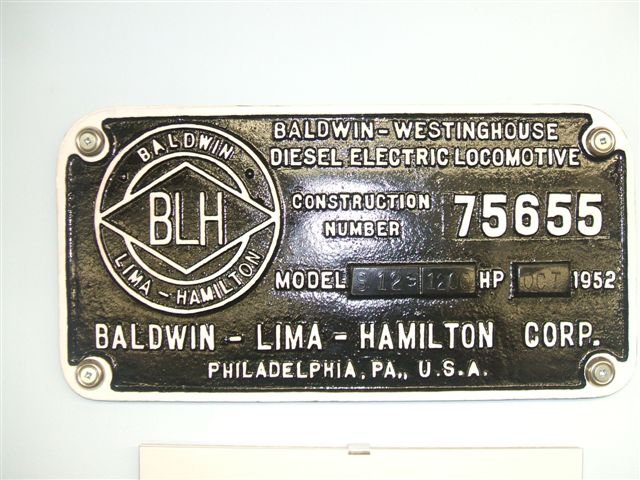 BALDWIN
BLH
LIMA - HAMILTON
BALDWIN - WESTINGHOUSE
DIESEL ELECTRIC LOCOMOTIVE
CONSTRUCTION
NUMBER
75655
MODEL S 12 1200 HP OCT 1952
BALDWIN - LIMA - HAMILTON CORP.
PHILADELPHIA, PA., U.S.A.